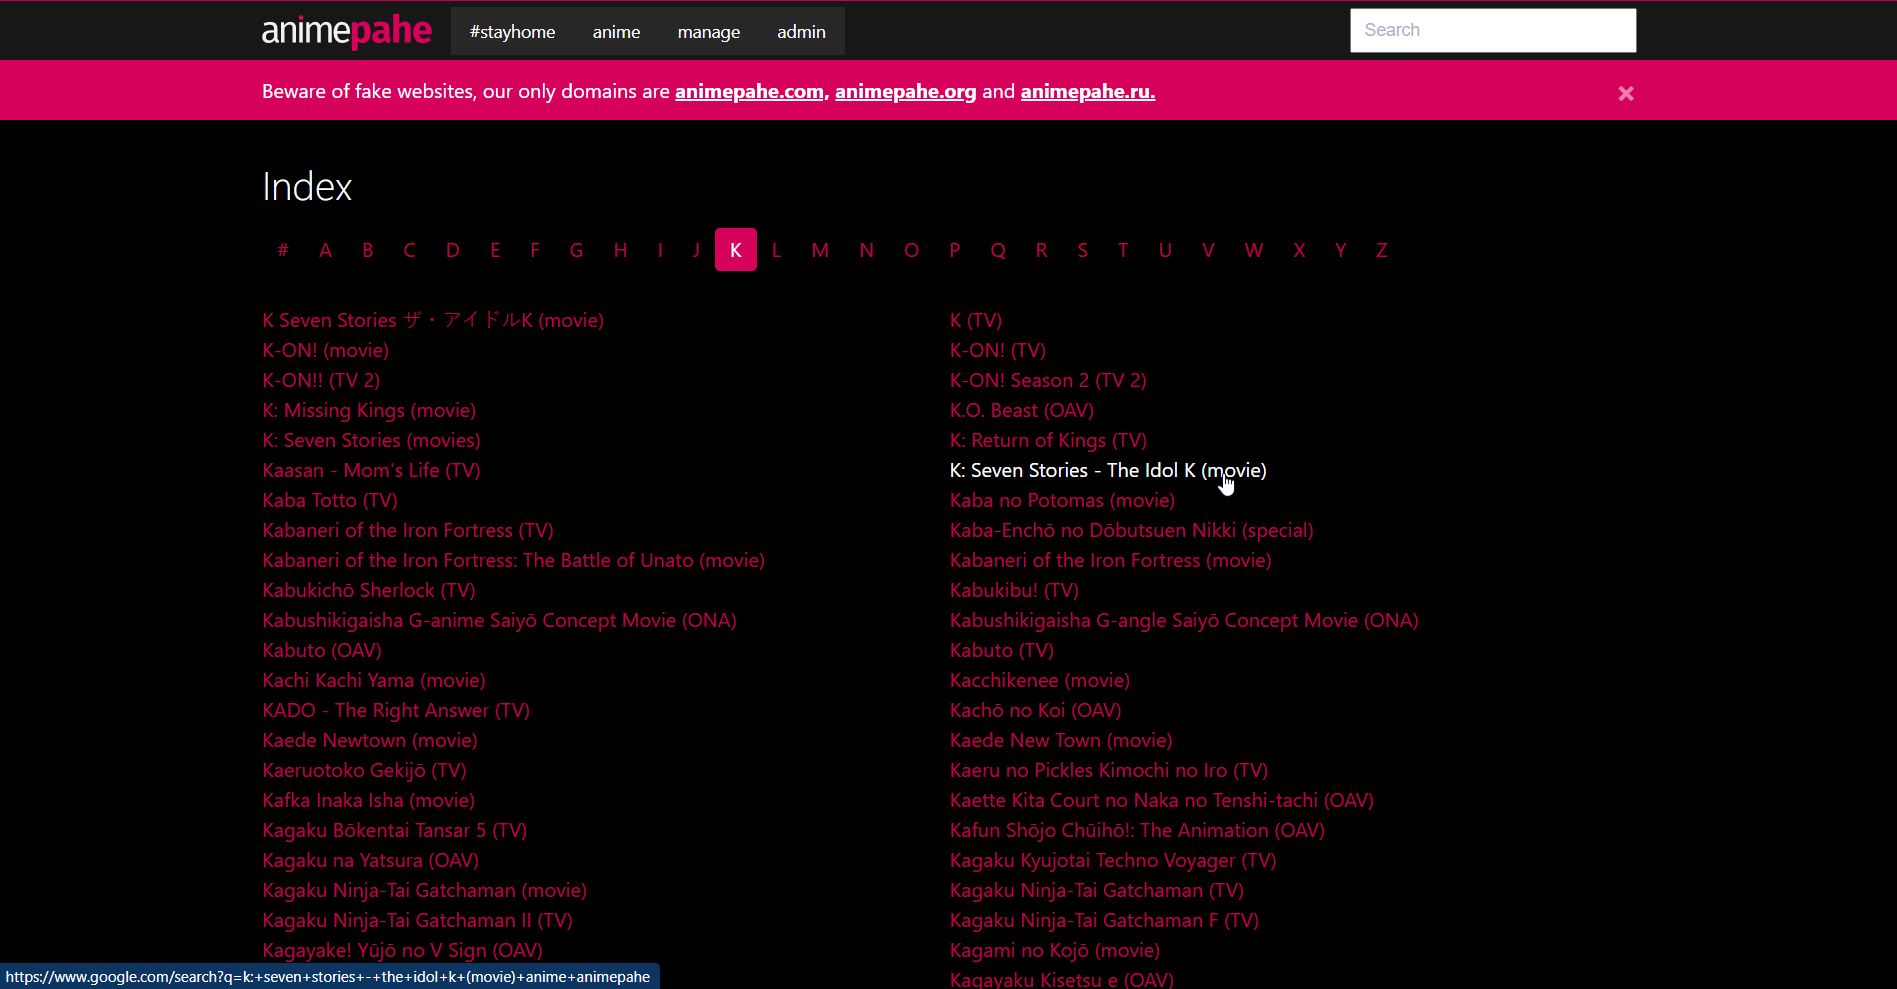 animepahe #stayhome anime manage admin Search
Beware of fake websites, our only domains are animepahe.com, animepahe.org and animepahe.ru. ×
Index
# A B C D E F G H I J K L M N O P Q R S T U V W X Y Z
K Seven Stories ザ・アイドルK (movie)
K (TV)
K-ON! (movie)
K-ON! (TV)
K-ON!! (TV 2)
K-ON! Season 2 (TV 2)
K: Missing Kings (movie)
K.O. Beast (OAV)
K: Seven Stories (movies)
K: Return of Kings (TV)
Kaasan - Mom's Life (TV)
K: Seven Stories - The Idol K (movie)
Kaba Totto (TV)
Kaba no Potomas (movie)
Kabaneri of the Iron Fortress (TV)
Kaba-Enchō no Dōbutsuen Nikki (special)
Kabaneri of the Iron Fortress: The Battle of Unato (movie)
Kabaneri of the Iron Fortress (movie)
Kabukichō Sherlock (TV)
Kabukibu! (TV)
Kabushikigaisha G-anime Saiyō Concept Movie (ONA)
Kabushikigaisha G-angle Saiyō Concept Movie (ONA)
Kabuto (OAV)
Kabuto (TV)
Kachi Kachi Yama (movie)
Kacchikenee (movie)
KADO - The Right Answer (TV)
Kachō no Koi (OAV)
Kaede Newtown (movie)
Kaede New Town (movie)
Kaeruotoko Gekijō (TV)
Kaeru no Pickles Kimochi no Iro (TV)
Kafka Inaka Isha (movie)
Kaette Kita Court no Naka no Tenshi-tachi (OAV)
Kagaku Bōkentai Tansar 5 (TV)
Kafun Shōjo Chūihō!: The Animation (OAV)
Kagaku na Yatsura (OAV)
Kagaku Kyujotai Techno Voyager (TV)
Kagaku Ninja-Tai Gatchaman (movie)
Kagaku Ninja-Tai Gatchaman (TV)
Kagaku Ninja-Tai Gatchaman II (TV)
Kagaku Ninja-Tai Gatchaman F (TV)
Kagayake! Yūjō no V Sign (OAV)
Kagami no Kojō (movie)
Kagayaku Kisetsu e (OAV)
https://www.google.com/search?q=k:+seven+stories+-+the+idol+k+(movie)+anime+animepahe